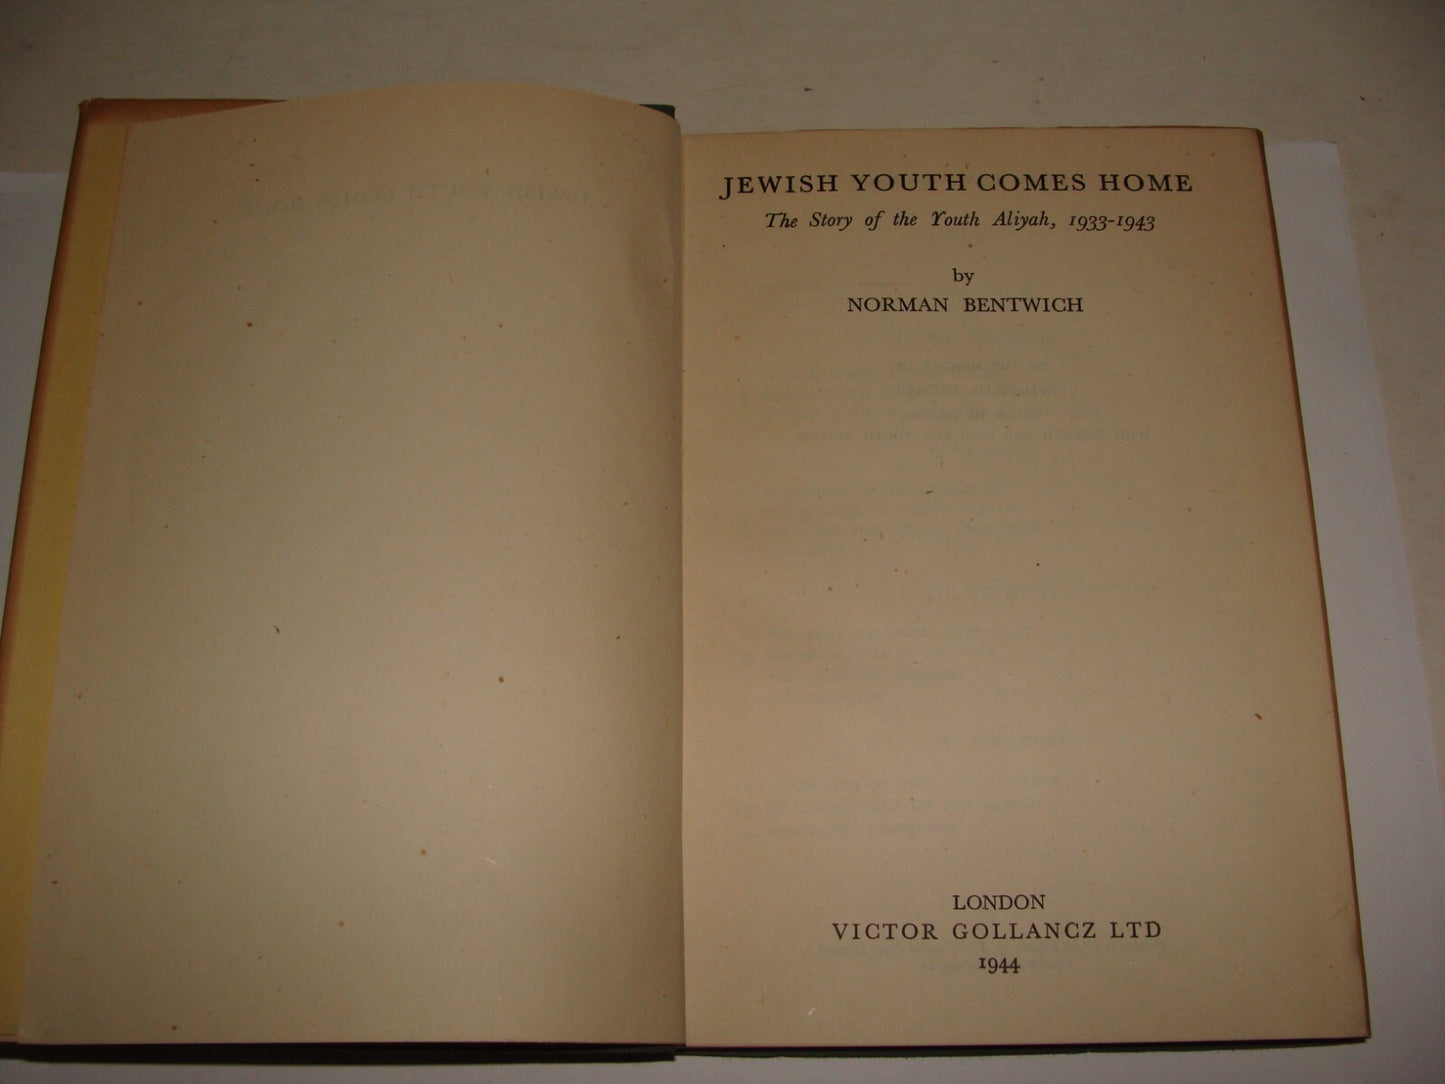 JEWISH YOUTH COMES HOME
The Story of the Youth Aliyah, 1933-1943
by
NORMAN BENTWICH
LONDON
VICTOR GOLLANCZ LTD
1944